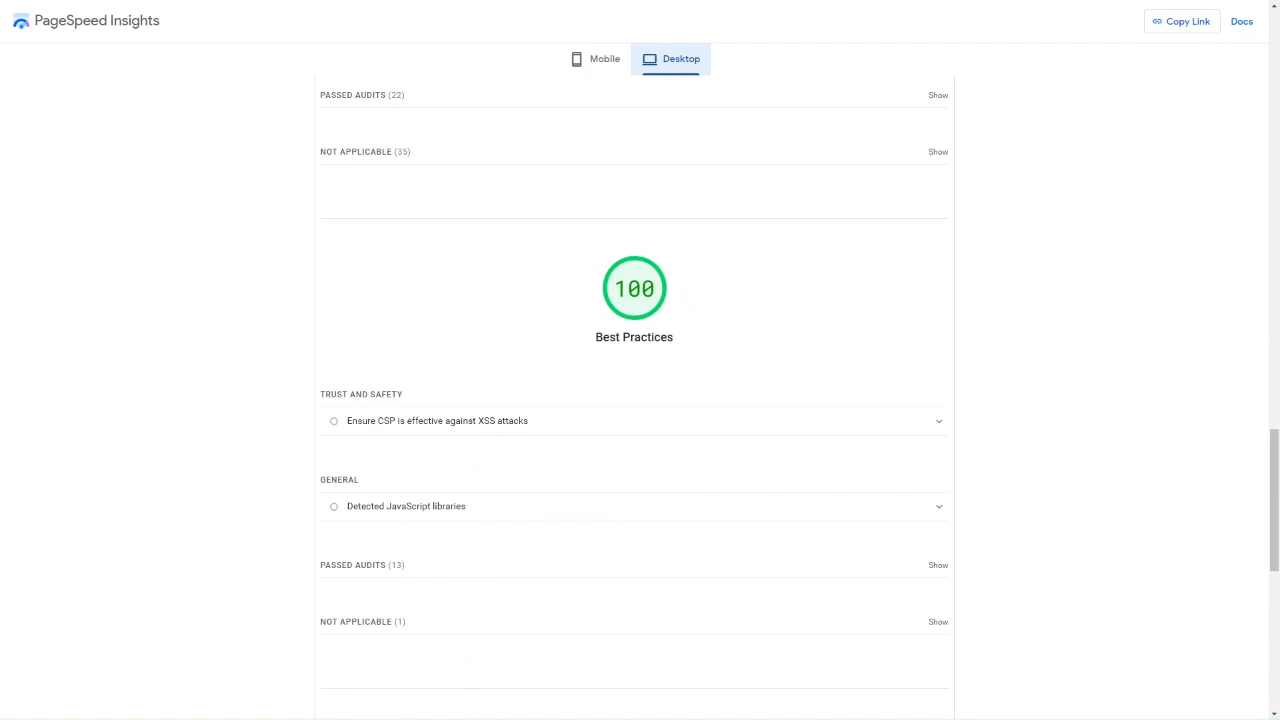 PageSpeed Insights
Copy Link
Docs
Mobile
Desktop
PASSED AUDITS (22)
Show
NOT APPLICABLE (35)
Show
100
Best Practices
TRUST AND SAFETY
Ensure CSP is effective against XSS attacks
GENERAL
Detected JavaScript libraries
PASSED AUDITS (13)
Show
NOT APPLICABLE (1)
Show